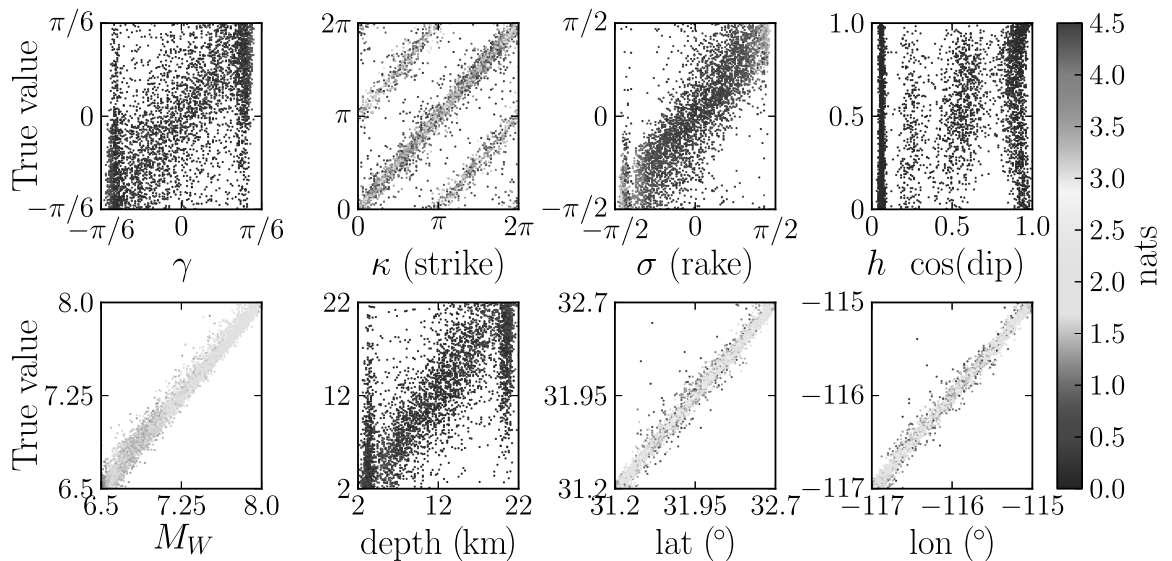 True value
π/6
0
−π/6
−π/6 0 π/6
γ
2π
π
0
0 π 2π
κ (strike)
π/2
0
−π/2
−π/2 0 π/2
σ (rake)
1.0
0.5
0
0 0.5 1.0
h cos(dip)
4.5
4.0
3.5
3.0
2.5
2.0
1.5
1.0
0.5
0.0
nats
True value
8.0
7.25
6.5
6.5 7.25 8.0
M_W
22
12
2
2 12 22
depth (km)
32.7
31.95
31.2
31.2 31.95 32.7
lat (°)
−115
−116
−117
−117 −116 −115
lon (°)